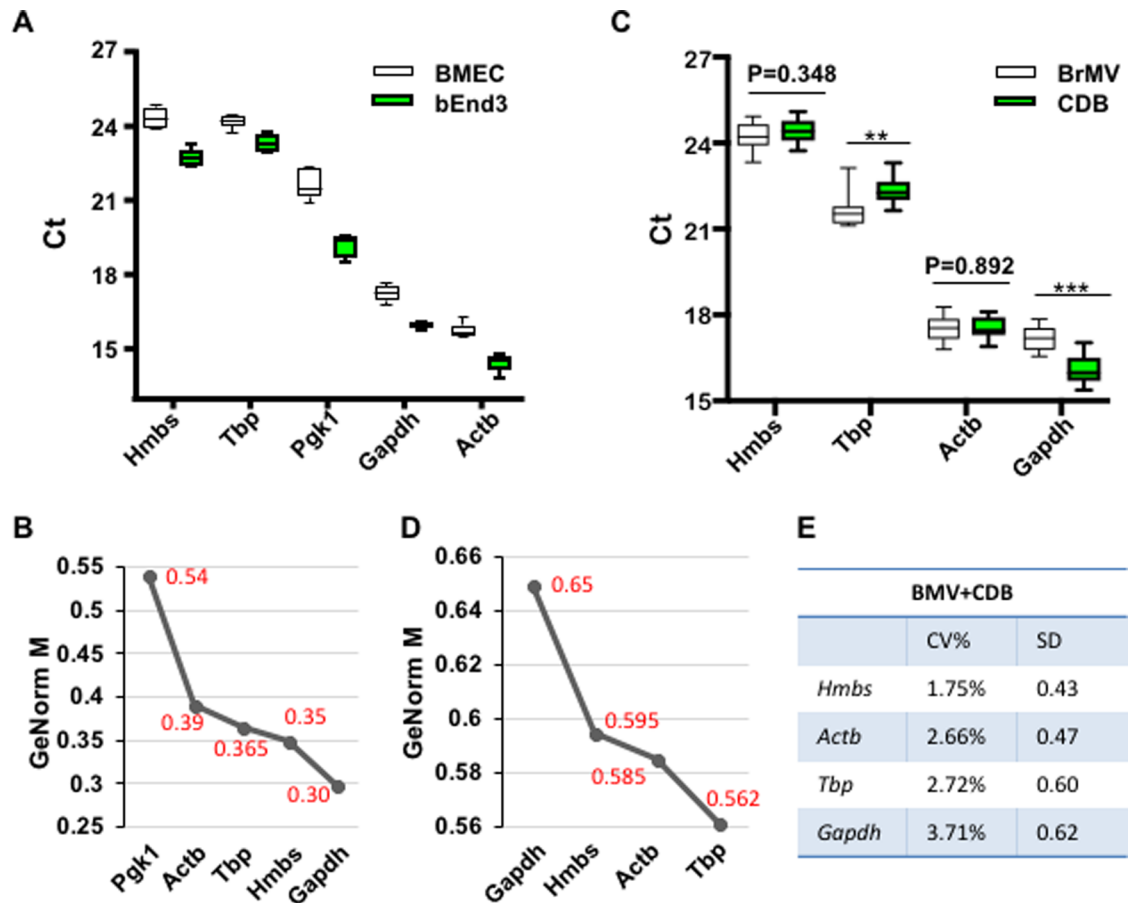 A
27
24
21
18
15
Ct
BMEC
bEnd3
Hmbs
Tbp
Pgk1
Gapdh
Actb
C
27
24
21
18
15
Ct
P=0.348
BrMV
CDB
**
P=0.892
***
Hmbs
Tbp
Actb
Gapdh
B
0.55
0.5
0.45
0.4
0.35
0.3
0.25
GeNorm M
0.54
0.39
0.365
0.35
0.30
Pgk1
Actb
Tbp
Hmbs
Gapdh
D
0.66
0.64
0.62
0.6
0.58
0.56
GeNorm M
0.65
0.595
0.585
0.562
Gapdh
Hmbs
Actb
Tbp
E
BMV+CDB
CV% SD
Hmbs 1.75% 0.43
Actb 2.66% 0.47
Tbp 2.72% 0.60
Gapdh 3.71% 0.62